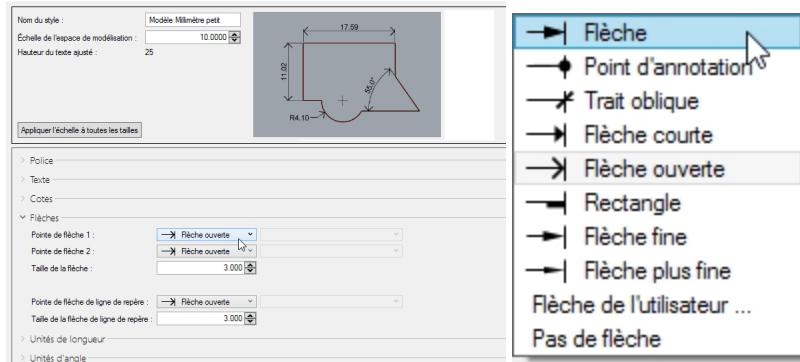 Nom du style : Modèle Millimètre petit
Échelle de l'espace de modélisation : 10.0000
Hauteur du texte ajusté : 25
Appliquer l'échelle à toutes les tailles
17.59
11.02
55.0°
R4.10
Police
Texte
Cotes
Flèches
Pointe de flèche 1 : Flèche ouverte
Pointe de flèche 2 : Flèche ouverte
Taille de la flèche : 3.000
Pointe de flèche de ligne de repère : Flèche ouverte
Taille de la flèche de ligne de repère : 3.000
Unités de longueur
Unités d'angle
Flèche
Point d'annotation
Trait oblique
Flèche courte
Flèche ouverte
Rectangle
Flèche fine
Flèche plus fine
Flèche de l'utilisateur ...
Pas de flèche